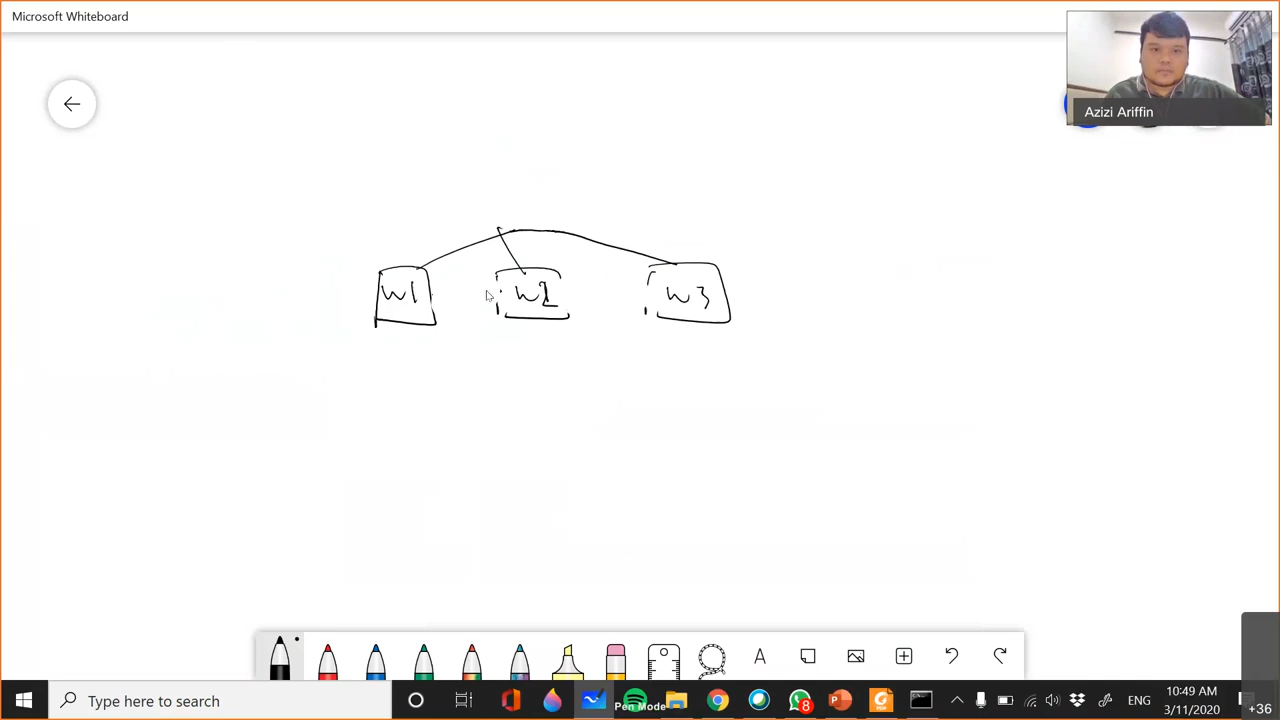 Microsoft Whiteboard
Azizi Ariffin
W1 W2 W3
A
Type here to search
Pen Mode
8
ENG
10:49 AM
3/11/2020
+36